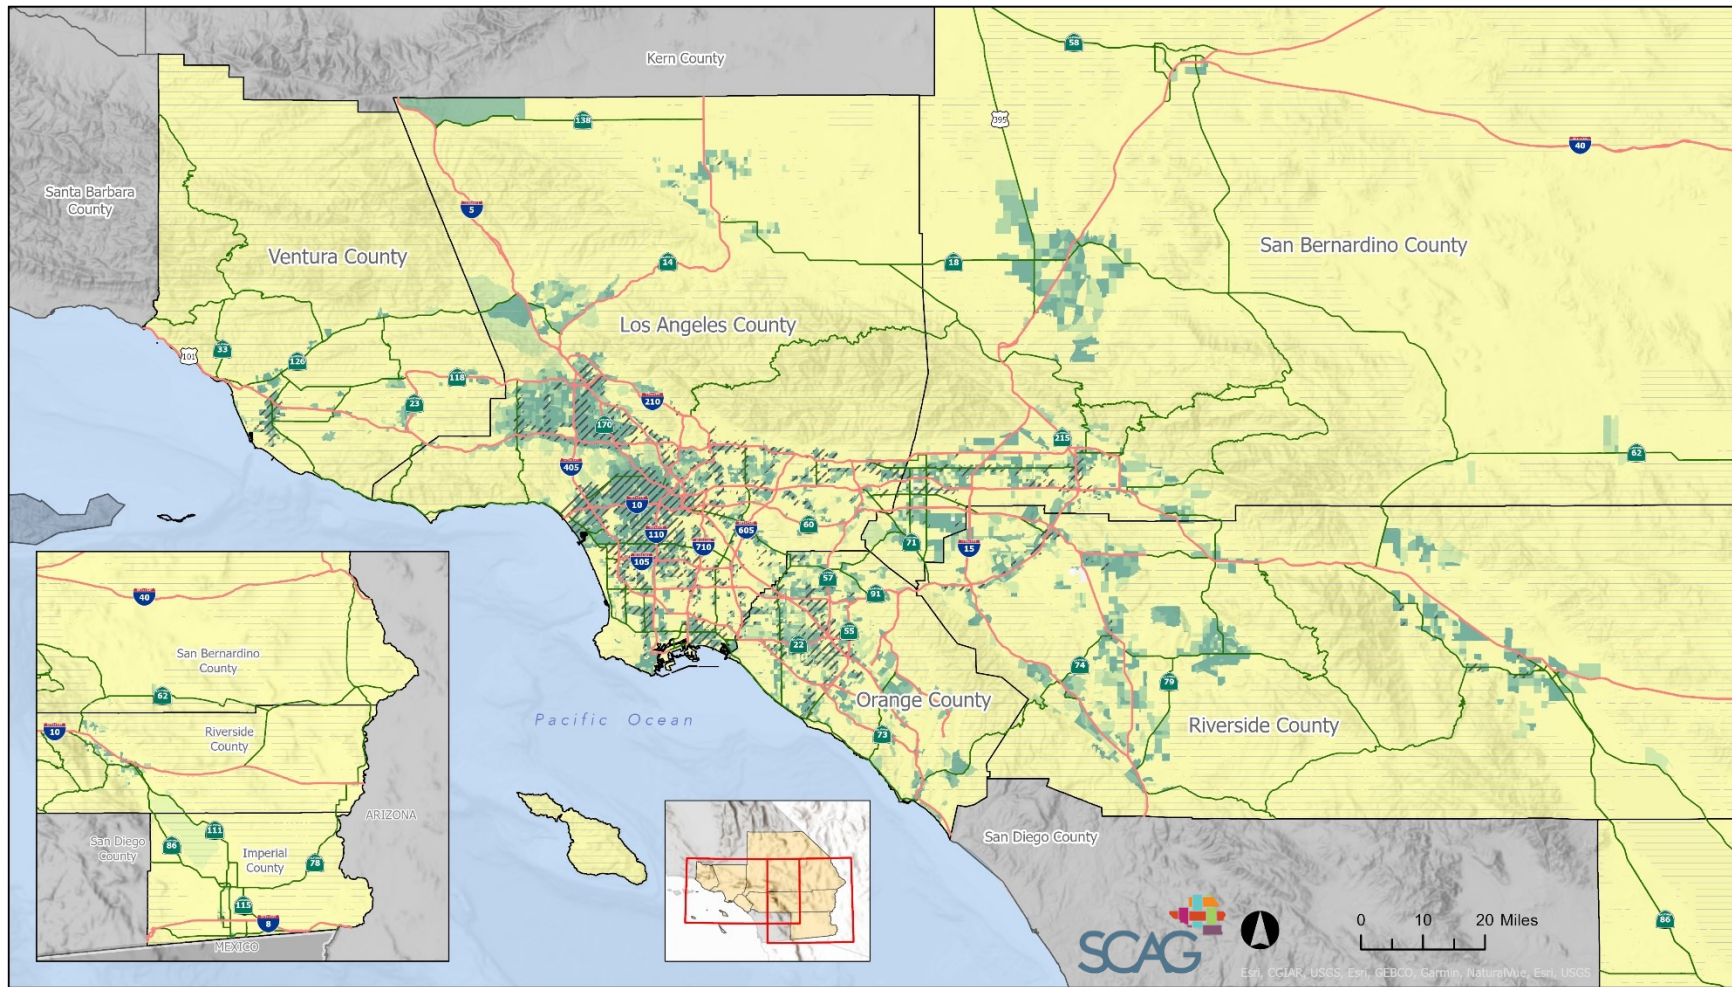 Kern County
58
395
138
40
Santa Barbara
County
5
Ventura County
San Bernardino County
14
18
Los Angeles County
33
101
126
118
23
210
170
215
62
405
10
110
105
710
605
60
71
15
57
91
55
22
74
79
Orange County
Riverside County
73
Pacific Ocean
San Diego County
86
40
San Bernardino
County
62
10
Riverside
County
ARIZONA
San Diego
County
86
111
Imperial
County
78
115
8
MEXICO
SCAG
0 10 20 Miles
Esri, CGIAR, USGS, Esri, GEBCO, Garmin, NaturalVue, Esri, USGS